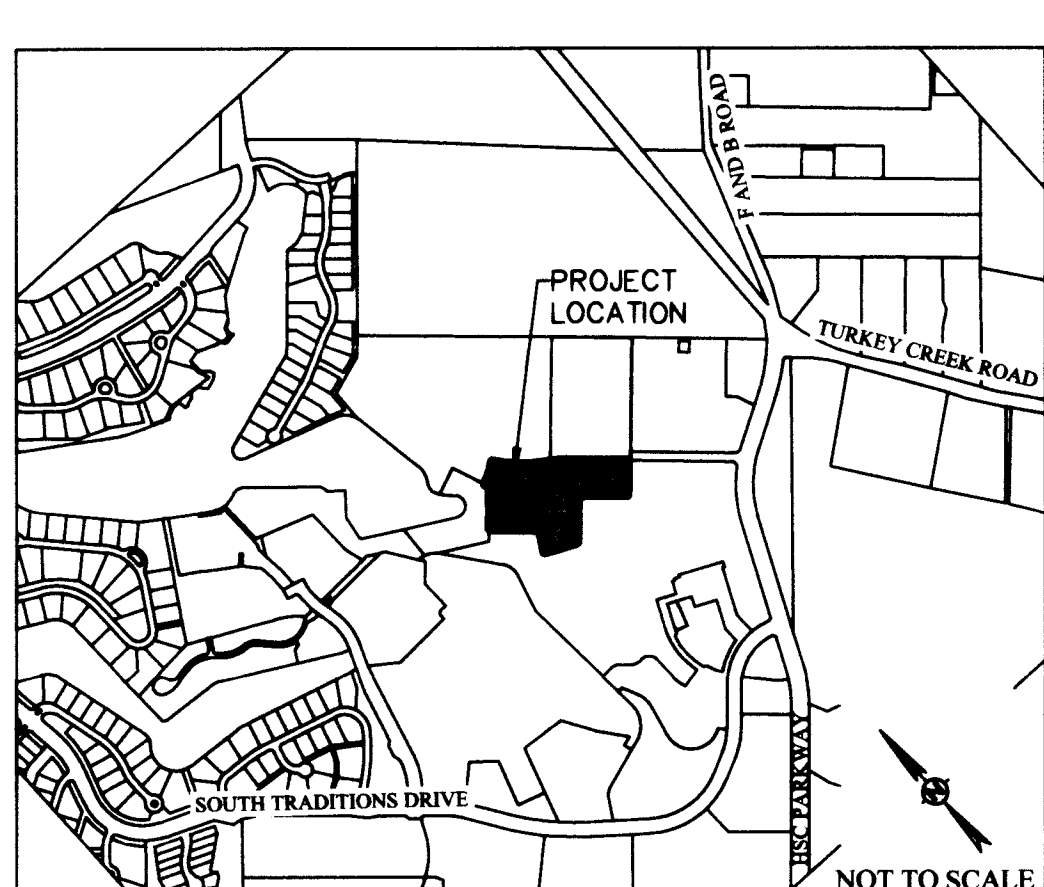 F AND B ROAD
PROJECT
LOCATION
TURKEY CREEK ROAD
SOUTH TRADITIONS DRIVE
HSC PARKWAY
N
NOT TO SCALE